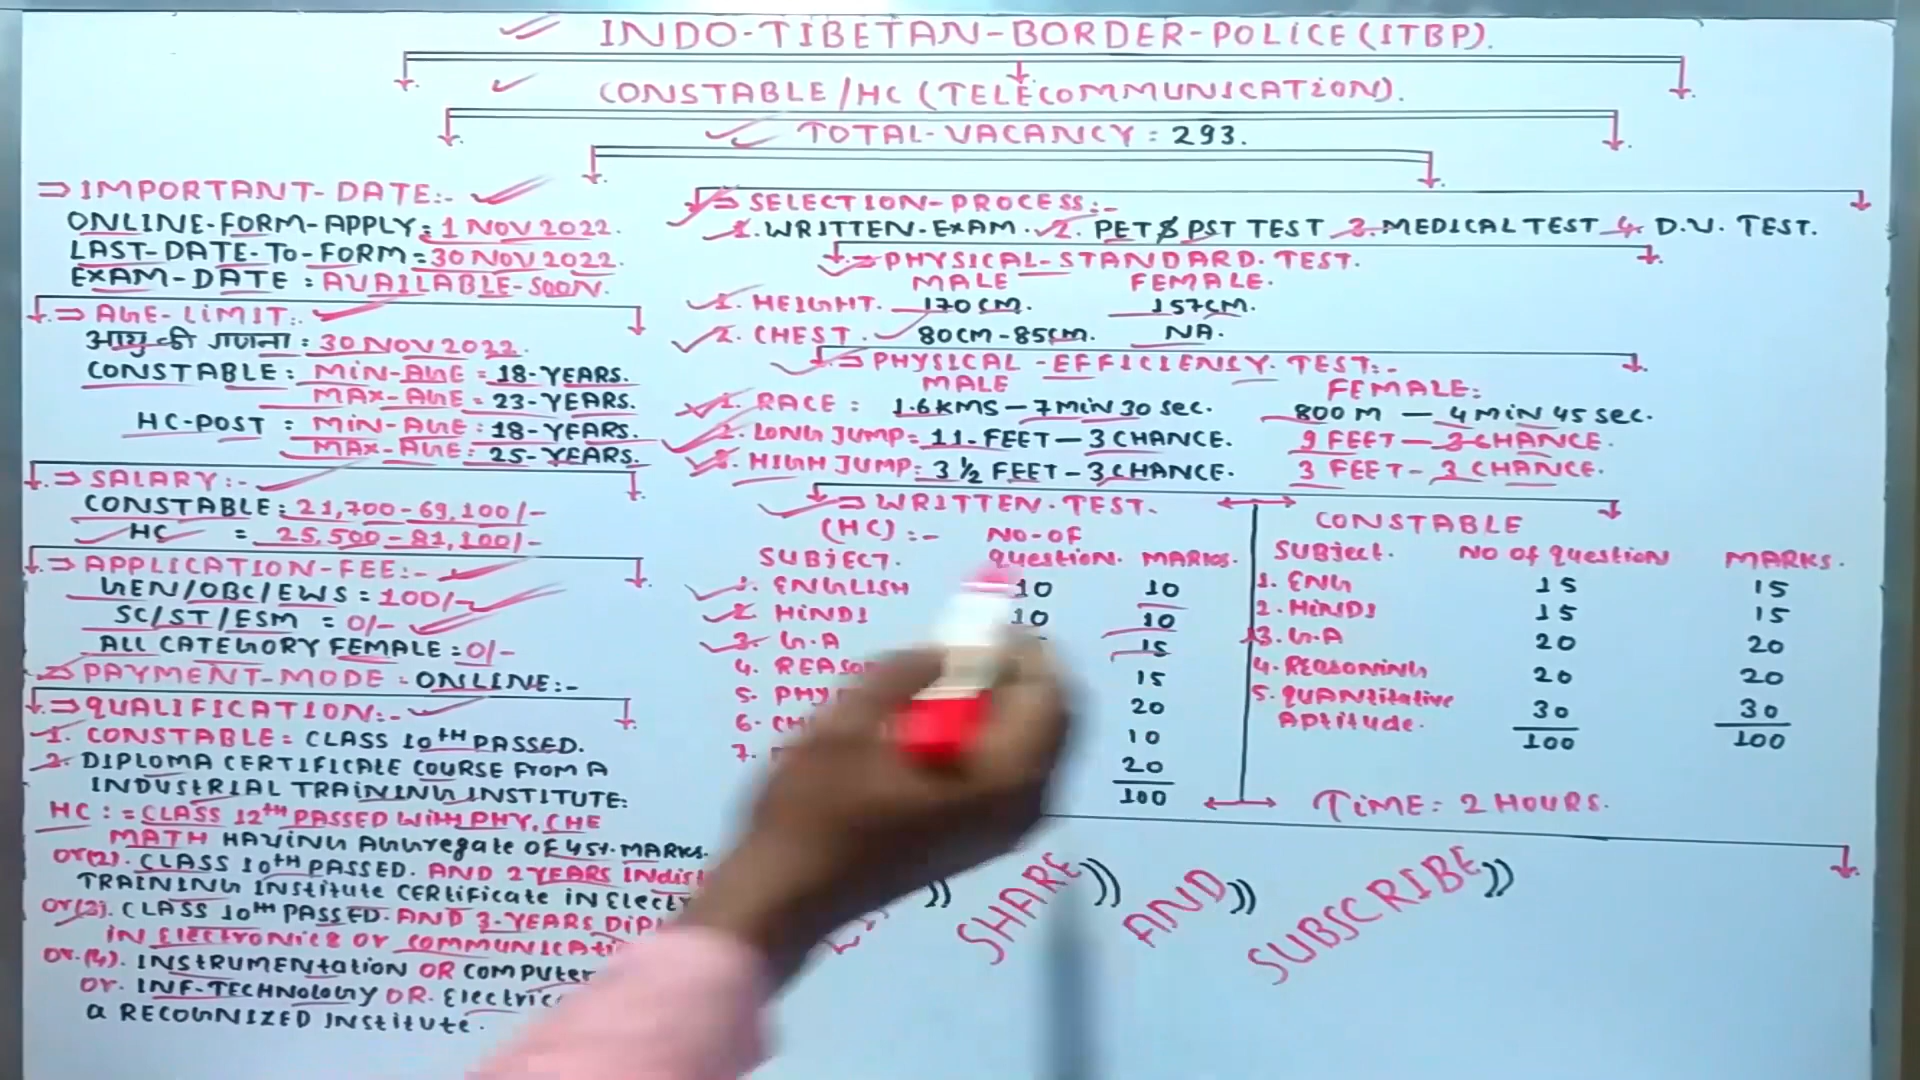 INDO-TIBETAN-BORDER-POLICE(ITBP).
CONSTABLE/HC (TELECOMMUNICATION).
TOTAL-VACANCY: 293.
⇒ IMPORTANT-DATE:-
ONLINE-FORM-APPLY: 1 NOV 2022.
LAST-DATE-TO-FORM=30 NOV 2022.
EXAM-DATE: AVAILABLE-SOON.
⇒ AGE-LIMIT:.
आयु की गणना: 30 NOV 2022.
CONSTABLE: MIN-AGE = 18-YEARS.
MAX-AGE = 23-YEARS.
HC-POST: MIN-AGE: 18-YEARS.
MAX-AGE: 25-YEARS.
⇒ SALARY:-
CONSTABLE: 21,700-69,100/-
HC = 25,500-81,100/-
⇒ APPLICATION-FEE:-
GEN/OBC/EWS = 100/-
SC/ST/ESM = 0/-
ALL CATEGORY FEMALE: 0/-
⇒ PAYMENT-MODE-ONLINE:-
⇒ QUALIFICATION:-
1. CONSTABLE= CLASS 10TH PASSED.
2. DIPLOMA CERTIFICATE COURSE FROM A
INDUSTRIAL TRAINING INSTITUTE:
HC := CLASS 12TH PASSED WITH PHY, CHE
MATH HAVING AGGREGATE OF 45%. MARKS.
OR(2). CLASS 10TH PASSED. AND 2 YEARS
TRAINING INSTITUTE CERTIFICATE IN
OR(3). CLASS 10TH PASSED. AND 3-YEARS
IN ELECTRONICS OR
OR.(4). INSTRUMENTATION OR COMPUTER
OR. INF-TECHNOLOGY OR.
A RECOGNIZED INSTITUTE.
⇒ SELECTION-PROCESS:-
1. WRITTEN-EXAM. 2. PET & PST TEST 3. MEDICAL TEST 4. D.V. TEST.
⇒ PHYSICAL-STANDARD. TEST.
MALE FEMALE.
1. HEIGHT. 170 CM. 157CM.
2. CHEST. 80CM-85CM. NA.
⇒ PHYSICAL-EFFICIENCY. TEST:-
MALE FEMALE:
1. RACE: 1.6 KMS-7 MIN 30 SEC. 800 M - 4 MIN 45 SEC.
2. LONG JUMP= 11-FEET-3 CHANCE. 9 FEET-3 CHANCE.
3. HIGH JUMP: 3 1/2 FEET-3 CHANCE. 3 FEET-3 CHANCE.
⇒ WRITTEN-TEST.
(HC):- NO-OF CONSTABLE
SUBJECT. QUESTION. MARKS. SUBJECT. NO OF QUESTION MARKS.
1. ENGLISH 10 10 1. ENG 15 15
2. HINDI 10 10 2. HINDI 15 15
3. G.A 15 3. G.A 20 20
4. 15 4. REASONING 20 20
5. 20 5. QUANTITATIVE
6. 10 APTITUDE. 30 30
7. 20 100 100
100 TIME = 2 HOURS.
SHARE)) AND)) SUBSCRIBE))